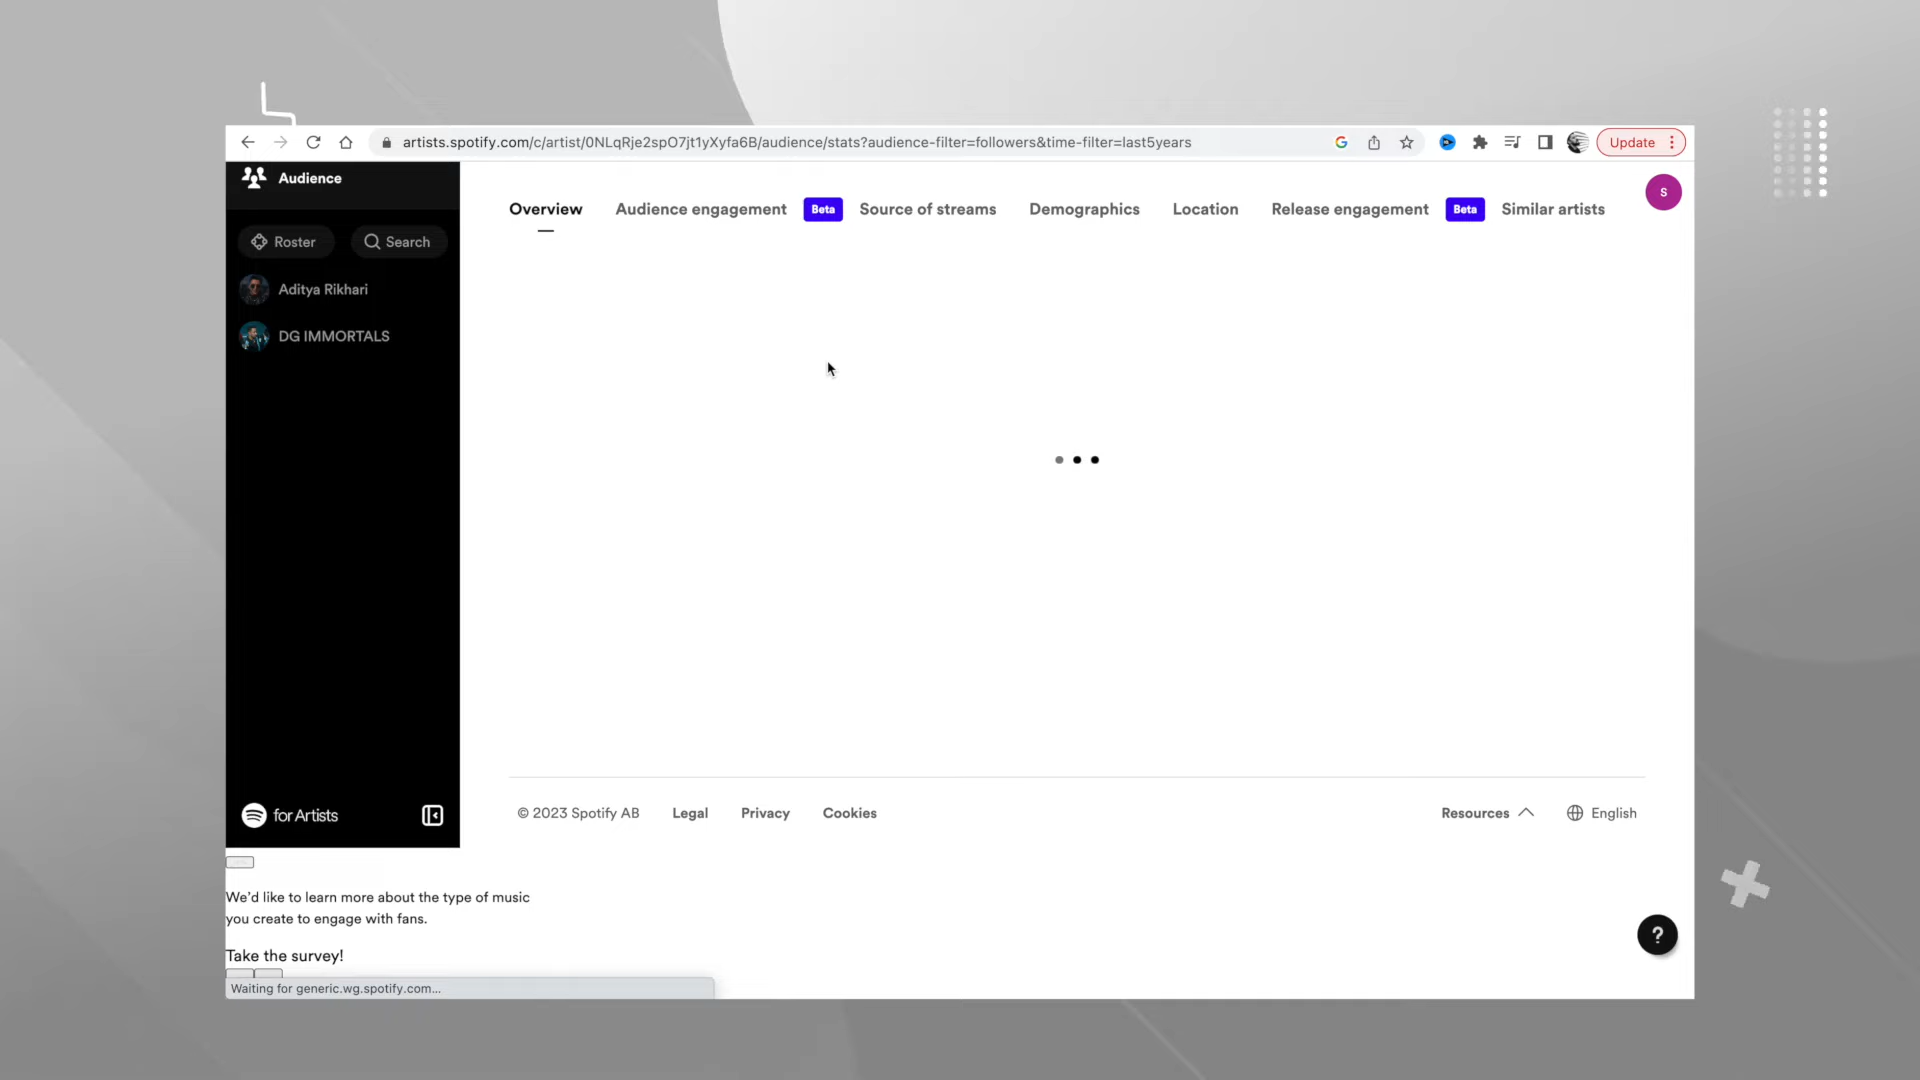 artists.spotify.com/c/artist/0NLqRje2spO7jt1yXyfa6B/audience/stats?audience-filter=followers&time-filter=last5years
Update
Audience
Overview
Audience engagement
Beta
Source of streams
Demographics
Location
Release engagement
Beta
Similar artists
S
Roster
Search
Aditya Rikhari
DG IMMORTALS
for Artists
© 2023 Spotify AB
Legal
Privacy
Cookies
Resources
English
We'd like to learn more about the type of music
you create to engage with fans.
Take the survey!
?
Waiting for generic.wg.spotify.com...